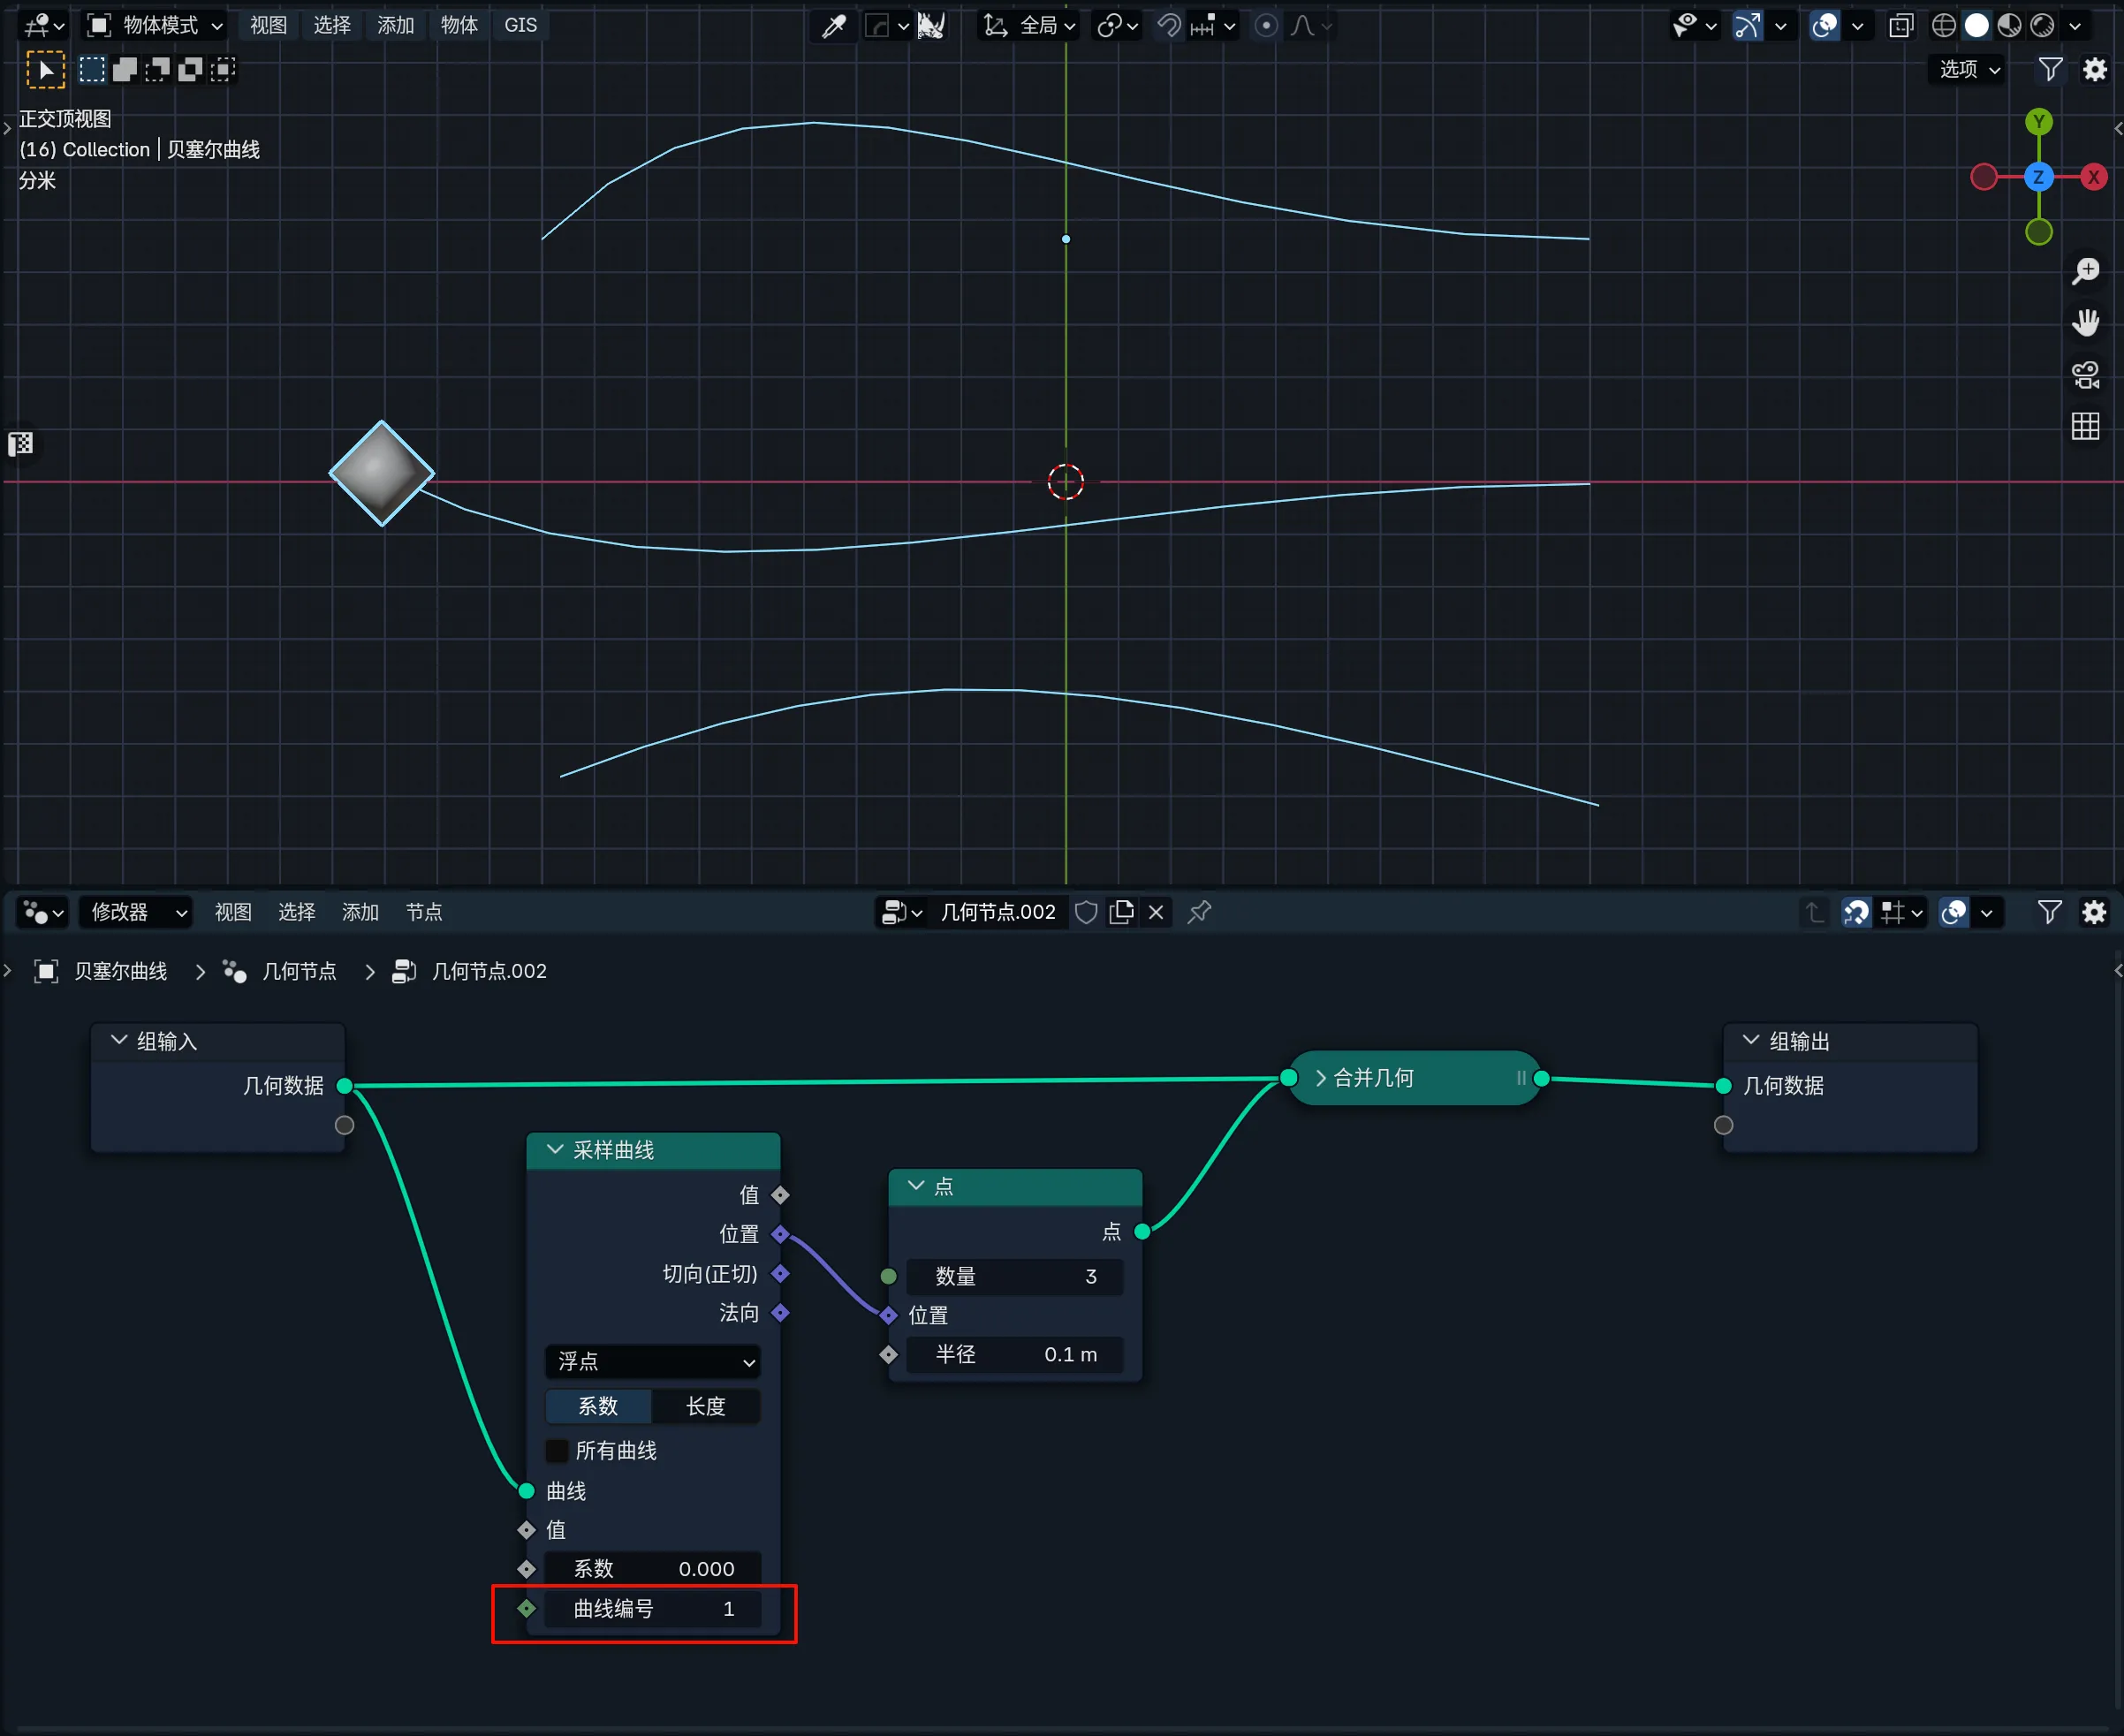 物体模式 视图 选择 添加 物体 GIS 全局
选项
正交顶视图
(16) Collection | 贝塞尔曲线
分米
Y
Z X
修改器 视图 选择 添加 节点 几何节点.002
贝塞尔曲线 几何节点 几何节点.002
组输入
几何数据
采样曲线
值
位置
切向(正切)
法向
浮点
系数 长度
所有曲线
曲线
值
系数 0.000
曲线编号 1
点
点
数量 3
位置
半径 0.1 m
合并几何
组输出
几何数据